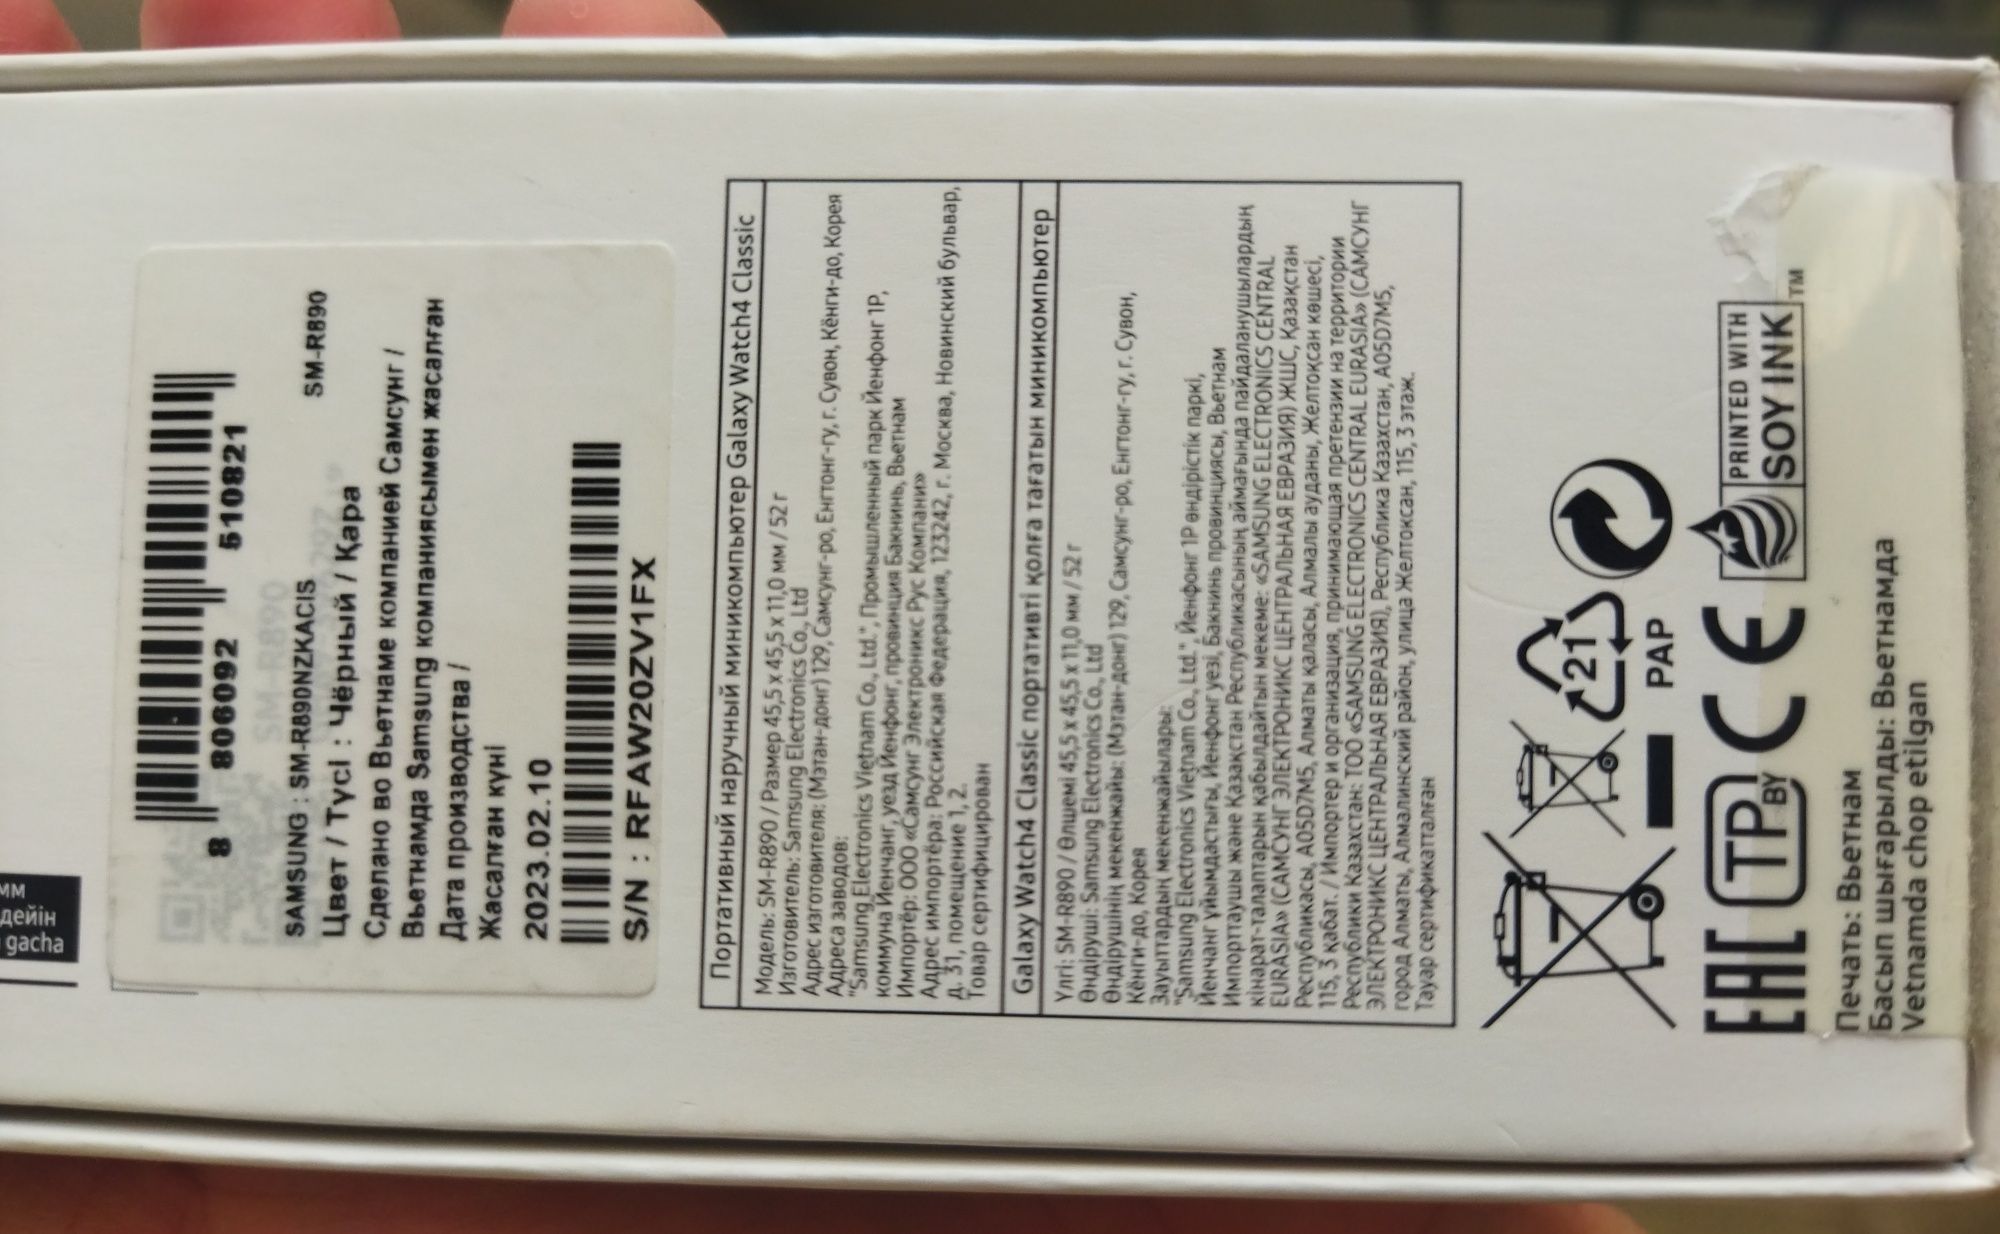 мм
дейін
gacha
8 806092 510821
SAMSUNG : SM-R890NZKACIS SM-R890
Цвет / Түсі : Чёрный / Қара
Сделано во Вьетнаме компанией Самсунг /
Вьетнамда Samsung компаниясымен жасалған
Дата производства /
Жасалған күні
2023.02.10
S/N : RFAW20ZV1FX
Портативный наручный миникомпьютер Galaxy Watch4 Classic
Модель: SM-R890 / Размер 45,5 x 45,5 x 11,0 мм / 52 г
Изготовитель: Samsung Electronics Co., Ltd
Адрес изготовителя: (Мэтан-донг) 129, Самсунг-ро, Енгтонг-гу, г. Сувон, Кёнги-до, Корея
Адреса заводов:
"Samsung Electronics Vietnam Co., Ltd.", Промышленный парк Йенфонг 1Р,
коммуна Йенчанг, уезд Йенфонг, провинция Бакнинь, Вьетнам
Импортёр: ООО «Самсунг Электроникс Рус Компани»
Адрес импортёра: Российская Федерация, 123242, г. Москва, Новинский бульвар,
д. 31, помещение 1, 2.
Товар сертифицирован
Galaxy Watch4 Classic портативті қолға тағатын миникомпьютер
Үлгі: SM-R890 / Өлшемі 45,5 x 45,5 x 11,0 мм / 52 г
Өндіруші: Samsung Electronics Co., Ltd
Өндірушінің мекенжайы: (Мэтан-донг) 129, Самсунг-ро, Енгтонг-гу, г. Сувон,
Кёнги-до, Корея
Зауыттардың мекенжайылары:
"Samsung Electronics Vietnam Co., Ltd.", Йенфонг 1Р өндірістік паркі,
Йенчанг ұйымдастығы, Йенфонг уезі, Бакнинь провинциясы, Вьетнам
Импорттаушы және Қазақстан Республикасының аймағында пайдаланушылардың
кінарат-талаптарын қабылдайтын мекеме: «SAMSUNG ELECTRONICS CENTRAL
EURASIA» (САМСУНГ ЭЛЕКТРОНИКС ЦЕНТРАЛЬНАЯ ЕВРАЗИЯ) ЖШС, Қазақстан
Республикасы, A05D7M5, Алматы қаласы, Алмалы ауданы, Желтоқсан көшесі,
115, 3 қабат. / Импортер и организация, принимающая претензии на территории
Республики Казахстан: ТОО «SAMSUNG ELECTRONICS CENTRAL EURASIA» (САМСУНГ
ЭЛЕКТРОНИКС ЦЕНТРАЛЬНАЯ ЕВРАЗИЯ), Республика Казахстан, A05D7M5,
город Алматы, Алмалинский район, улица Желтоксан, 115, 3 этаж.
Тауар сертификатталған
21
PAP
EAC TP BY CE
PRINTED WITH
SOY INK™
Печать: Вьетнам
Басып шығарылды: Вьетнамда
Vetnamda chop etilgan